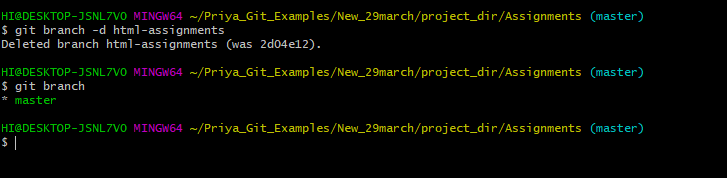 HI@DESKTOP-JSNL7VO MINGW64 ~/Priya_Git_Examples/New_29march/project_dir/Assignments (master)
$ git branch -d html-assignments
Deleted branch html-assignments (was 2d04e12).
HI@DESKTOP-JSNL7VO MINGW64 ~/Priya_Git_Examples/New_29march/project_dir/Assignments (master)
$ git branch
* master
HI@DESKTOP-JSNL7VO MINGW64 ~/Priya_Git_Examples/New_29march/project_dir/Assignments (master)
$